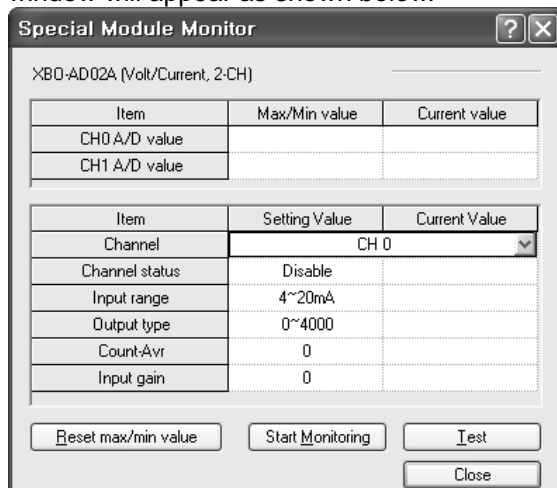 window will appear as shown below.
Special Module Monitor
XBO-AD02A (Volt/Current, 2-CH)
Item Max/Min value Current value
CH0 A/D value
CH1 A/D value
Item Setting Value Current Value
Channel CH 0
Channel status Disable
Input range 4~20mA
Output type 0~4000
Count-Avr 0
Input gain 0
Reset max/min value Start Monitoring Test
Close